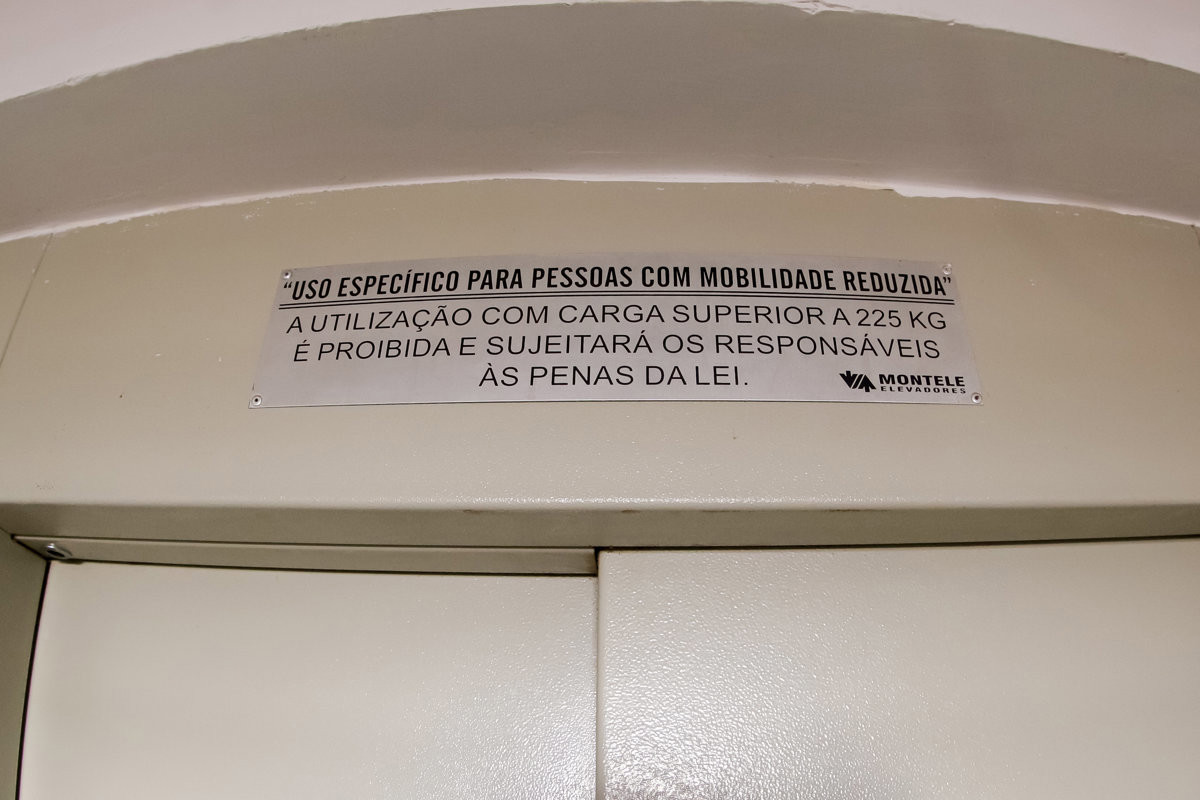 “USO ESPECÍFICO PARA PESSOAS COM MOBILIDADE REDUZIDA”
A UTILIZAÇÃO COM CARGA SUPERIOR A 225 KG
É PROIBIDA E SUJEITARÁ OS RESPONSÁVEIS
ÀS PENAS DA LEI.
MONTELE
ELEVADORES